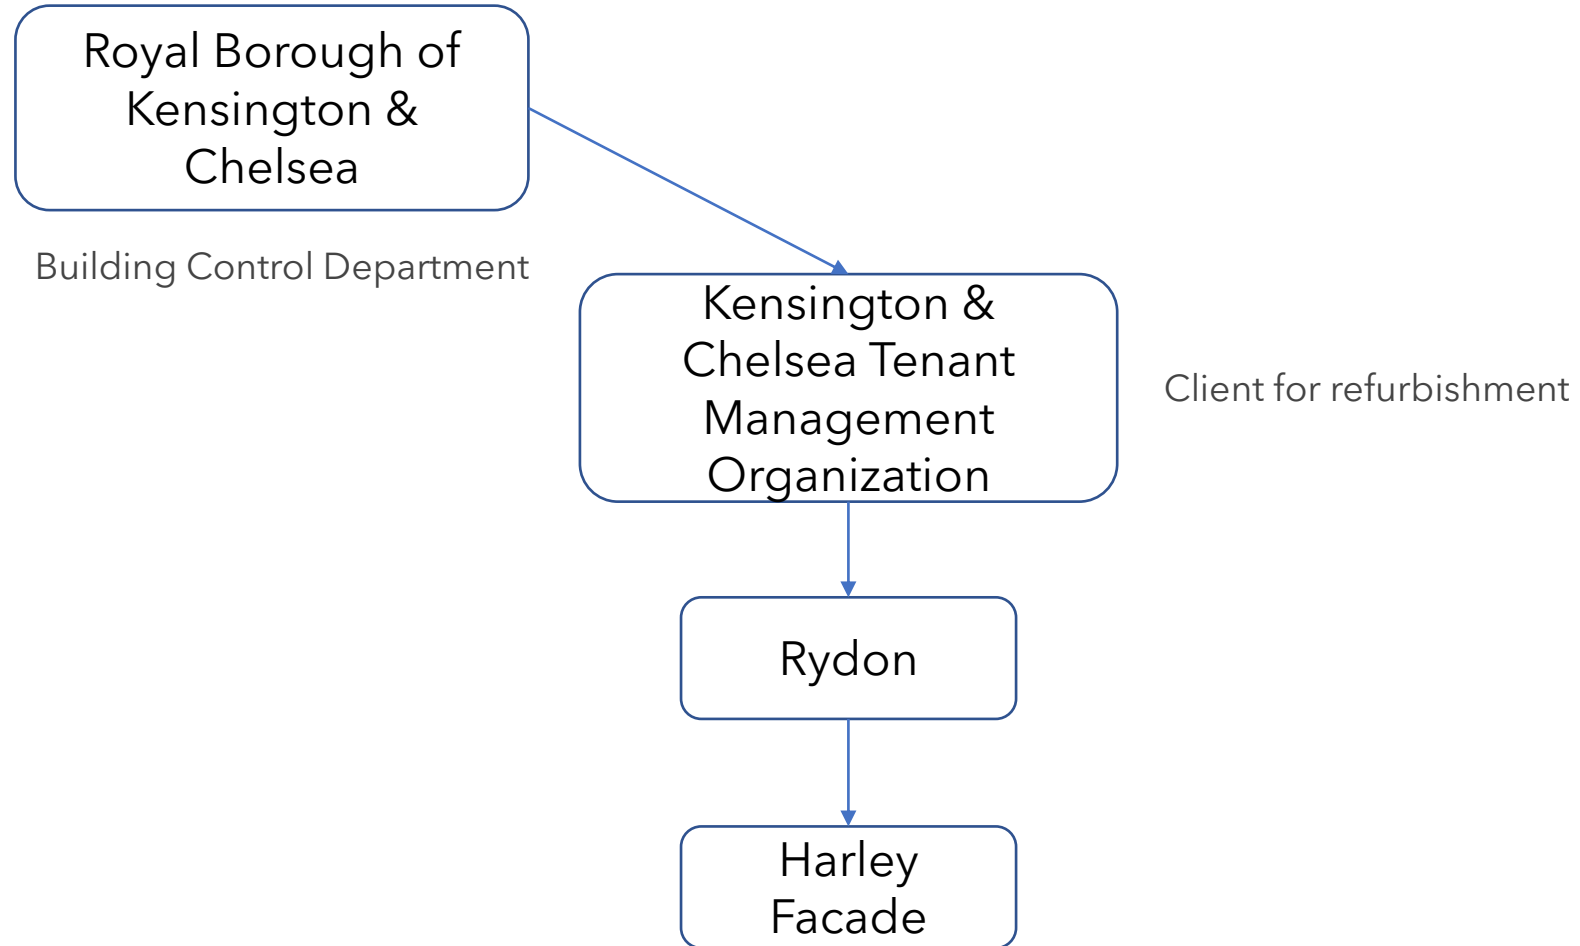 Royal Borough of
Kensington &
Chelsea
Building Control Department
Kensington &
Chelsea Tenant
Management
Organization
Client for refurbishment
Rydon
Harley
Facade